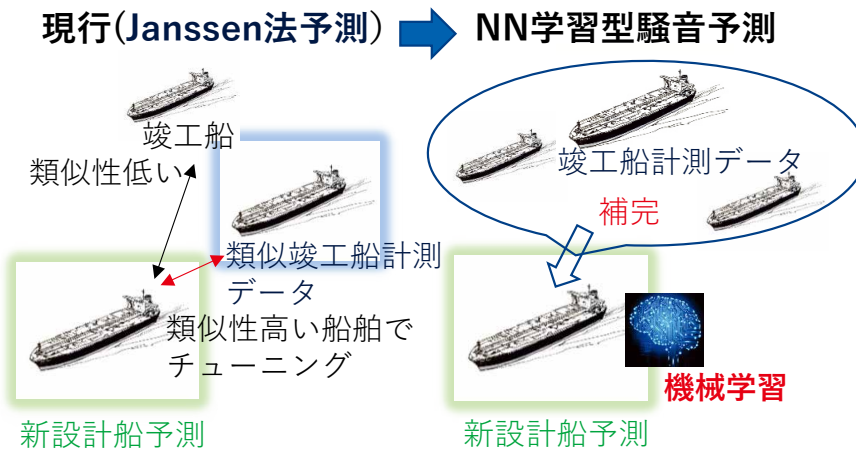 現行(Janssen法予測)
NN学習型騒音予測
竣工船
類似性低い
類似竣工船計測
データ
類似性高い船舶で
チューニング
新設計船予測
竣工船計測データ
補完
機械学習
新設計船予測